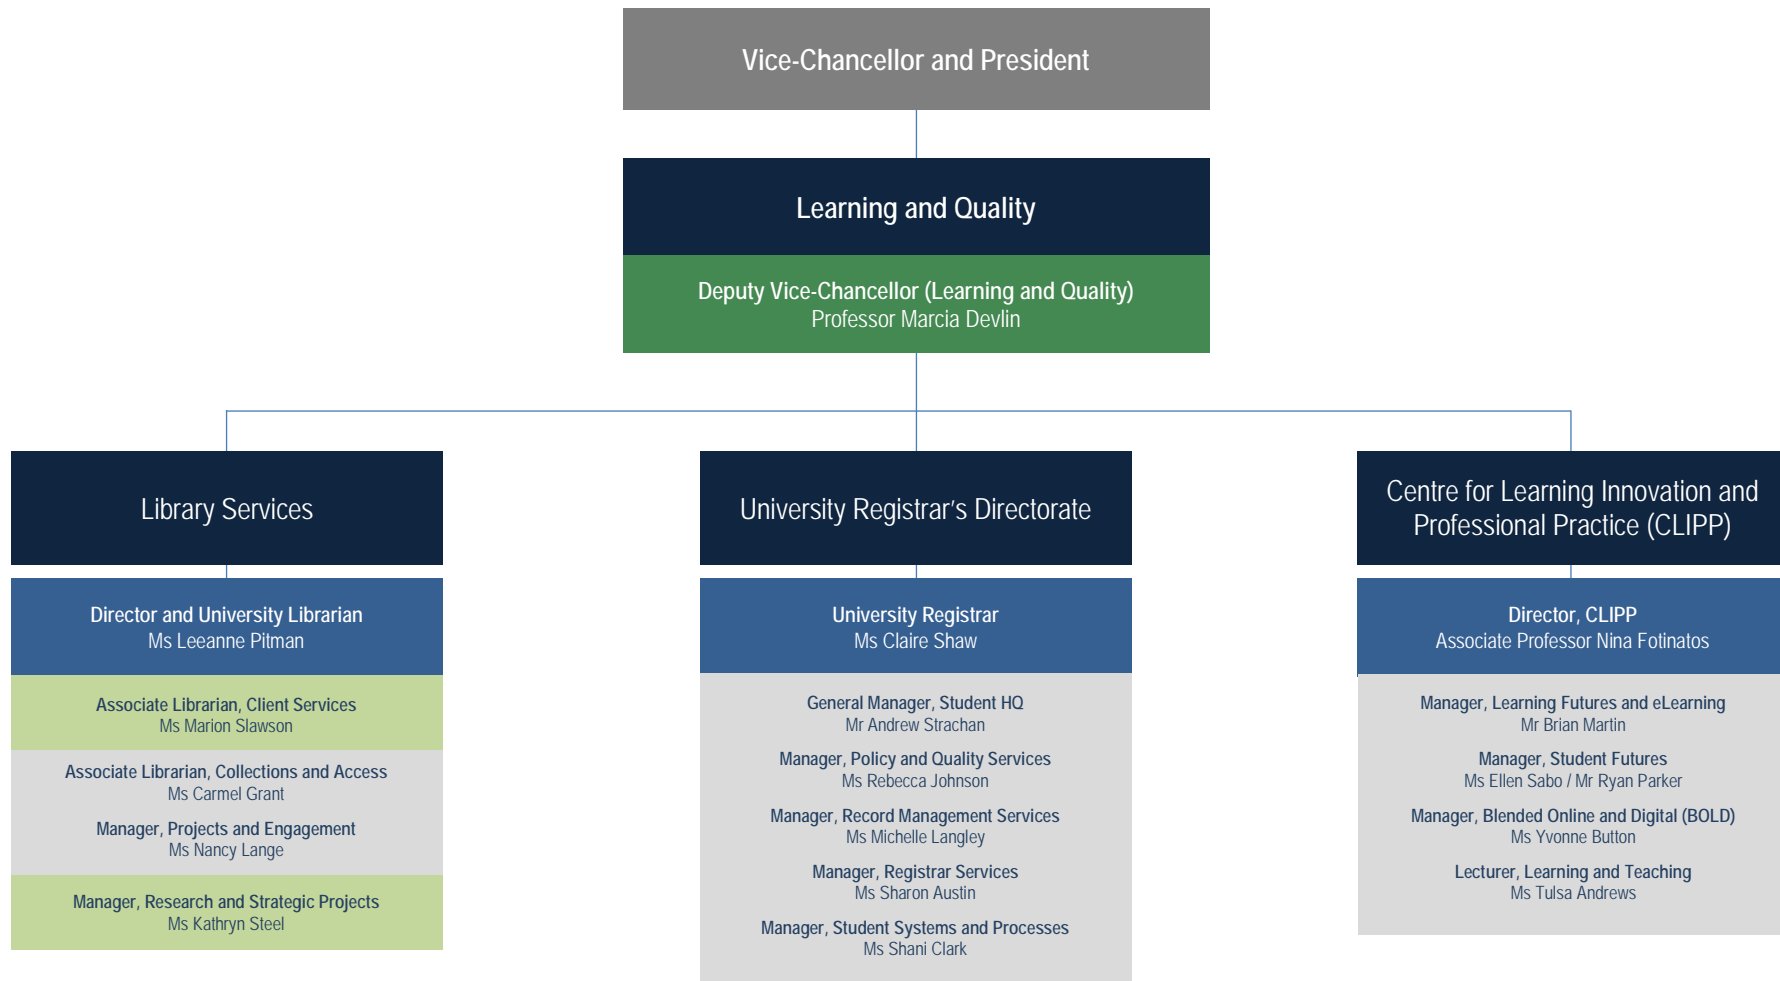 Vice-Chancellor and President
Learning and Quality
Deputy Vice-Chancellor (Learning and Quality)
Professor Marcia Devlin
Library Services
Director and University Librarian
Ms Leeanne Pitman
Associate Librarian, Client Services
Ms Marion Slawson
Associate Librarian, Collections and Access
Ms Carmel Grant
Manager, Projects and Engagement
Ms Nancy Lange
Manager, Research and Strategic Projects
Ms Kathryn Steel
University Registrar’s Directorate
University Registrar
Ms Claire Shaw
General Manager, Student HQ
Mr Andrew Strachan
Manager, Policy and Quality Services
Ms Rebecca Johnson
Manager, Record Management Services
Ms Michelle Langley
Manager, Registrar Services
Ms Sharon Austin
Manager, Student Systems and Processes
Ms Shani Clark
Centre for Learning Innovation and
Professional Practice (CLIPP)
Director, CLIPP
Associate Professor Nina Fotinatos
Manager, Learning Futures and eLearning
Mr Brian Martin
Manager, Student Futures
Ms Ellen Sabo / Mr Ryan Parker
Manager, Blended Online and Digital (BOLD)
Ms Yvonne Button
Lecturer, Learning and Teaching
Ms Tulsa Andrews